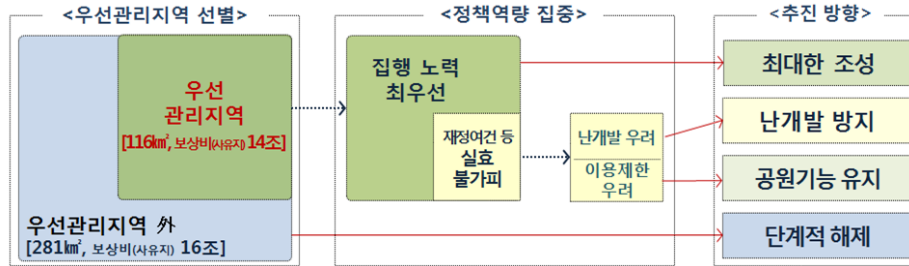 <우선관리지역 선별>
우선
관리지역
[116㎢, 보상비(사유지) 14조]
우선관리지역 外
[281㎢, 보상비(사유지) 16조]
<정책역량 집중>
집행 노력
최우선
재정여건 등
실효
불가피
난개발 우려
이용제한
우려
<추진 방향>
최대한 조성
난개발 방지
공원기능 유지
단계적 해제